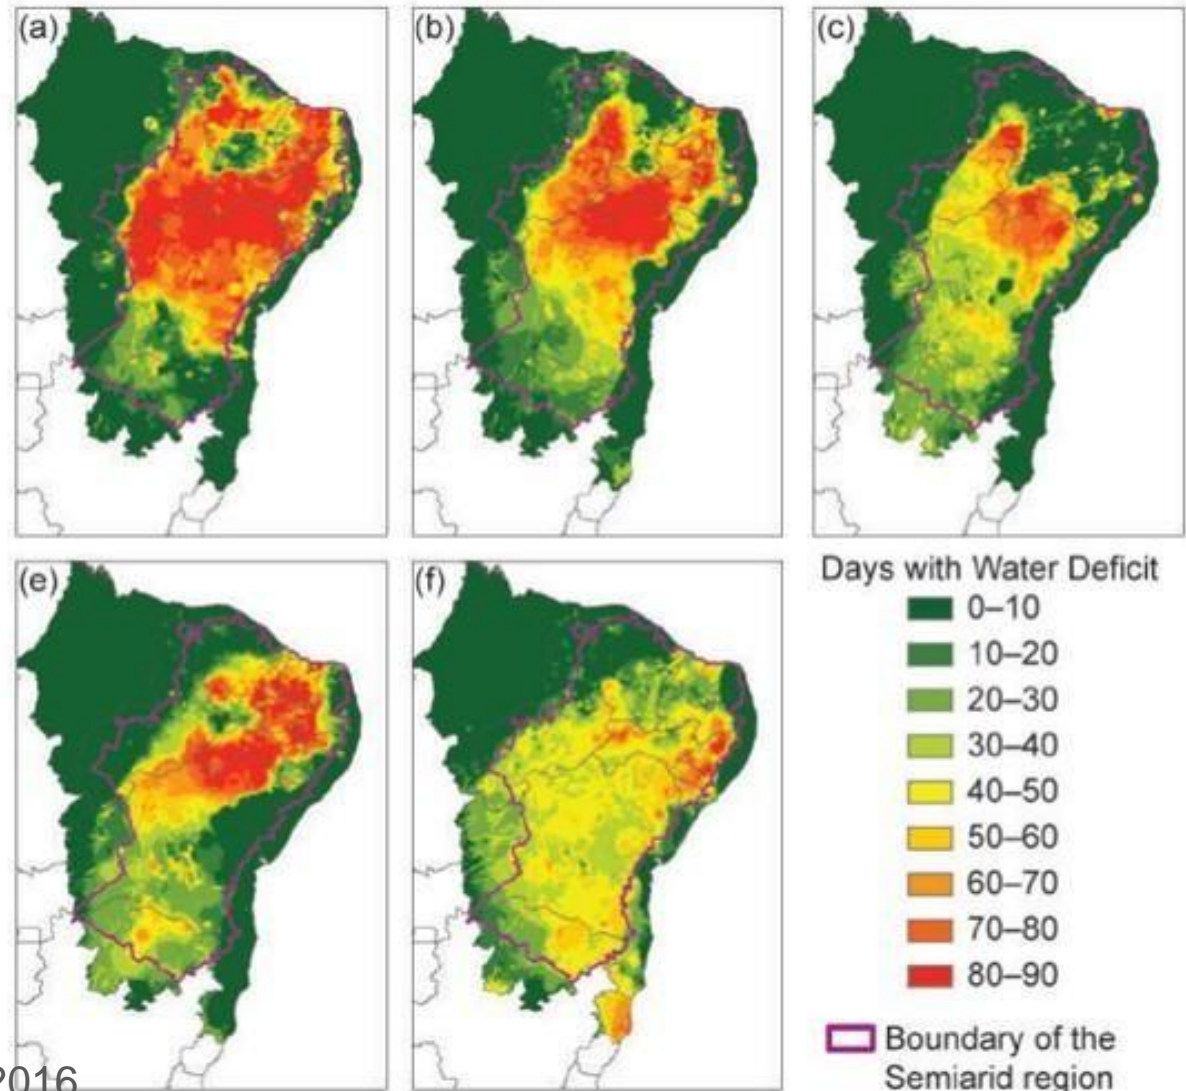 (a)
(b)
(c)
(e)
(f)
Days with Water Deficit
0–10
10–20
20–30
30–40
40–50
50–60
60–70
70–80
80–90
Boundary of the
Semiarid region
2016